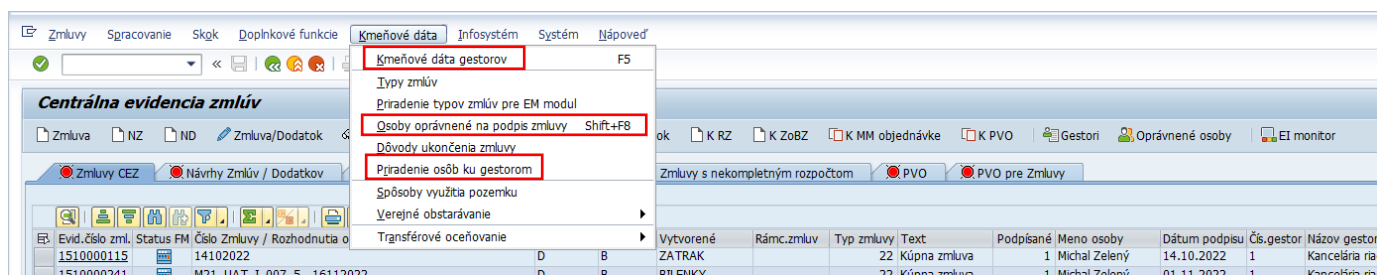 Zmluvy Spracovanie Skok Doplnkové funkcie Kmeňové dáta Infosystém Systém Nápoveď
Kmeňové dáta gestorov F5
Typy zmlúv
Priradenie typov zmlúv pre EM modul
Osoby oprávnené na podpis zmluvy Shift+F8
Dôvody ukončenia zmluvy
Priradenie osôb ku gestorom
Spôsoby využitia pozemku
Verejné obstarávanie
Transférové oceňovanie
Centrálna evidencia zmlúv
Zmluva NZ ND Zmluva/Dodatok ok K RZ K ZoBZ K MM objednávke K PVO Gestori Oprávnené osoby EI monitor
Zmluvy CEZ Návrhy Zmlúv / Dodatkov Zmluvy s nekompletným rozpočtom PVO PVO pre Zmluvy
Evid.číslo zml. Status FM Číslo Zmluvy / Rozhodnutia o Vytvorené Rámc.zmluv Typ zmluvy Text Podpísané Meno osoby Dátum podpisu Čís.gestor Názov gestor
1510000115 14102022 D B ZATRAK 22 Kúpna zmluva 1 Michal Zelený 14.10.2022 1 Kancelária ria
1510000241 M21_UAT_I_007_5_16112022 D B BILENKY 22 Kúpna zmluva 1 Michal Zelený 01.11.2022 1 Kancelária ria